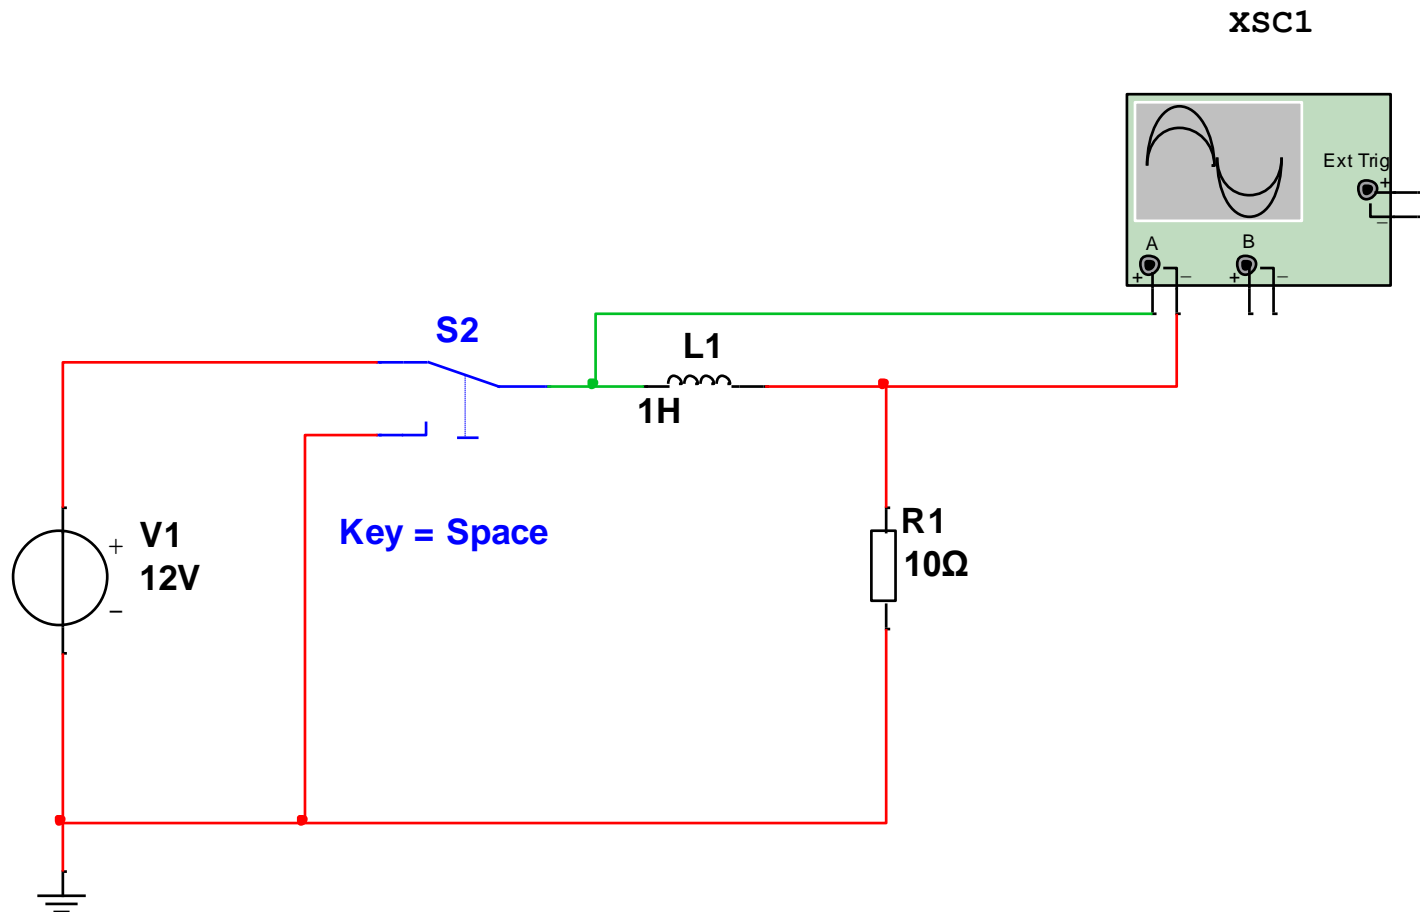 XSC1
Ext Trig
+
−
A
B
+
−
+
−
S2
L1
1H
V1
12V
+
−
Key = Space
R1
10Ω